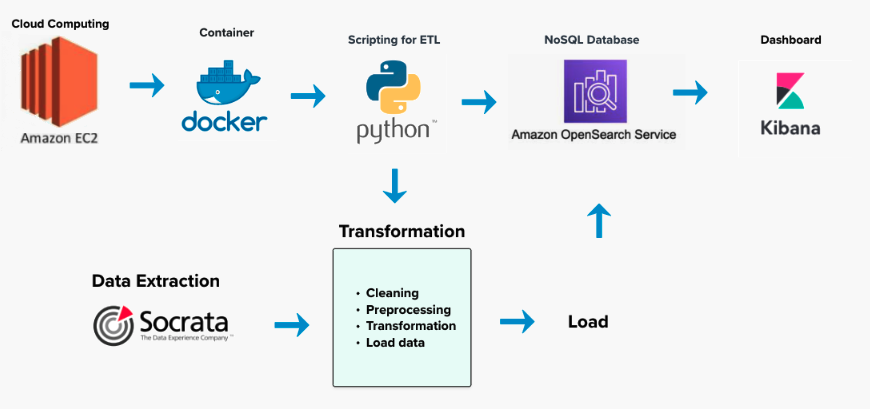 Cloud Computing
Container
Scripting for ETL
NoSQL Database
Dashboard
Amazon EC2
docker
python™
Amazon OpenSearch Service
Kibana
Transformation
Data Extraction
• Cleaning
• Preprocessing
• Transformation
• Load data
Socrata
The Data Experience Company™
Load